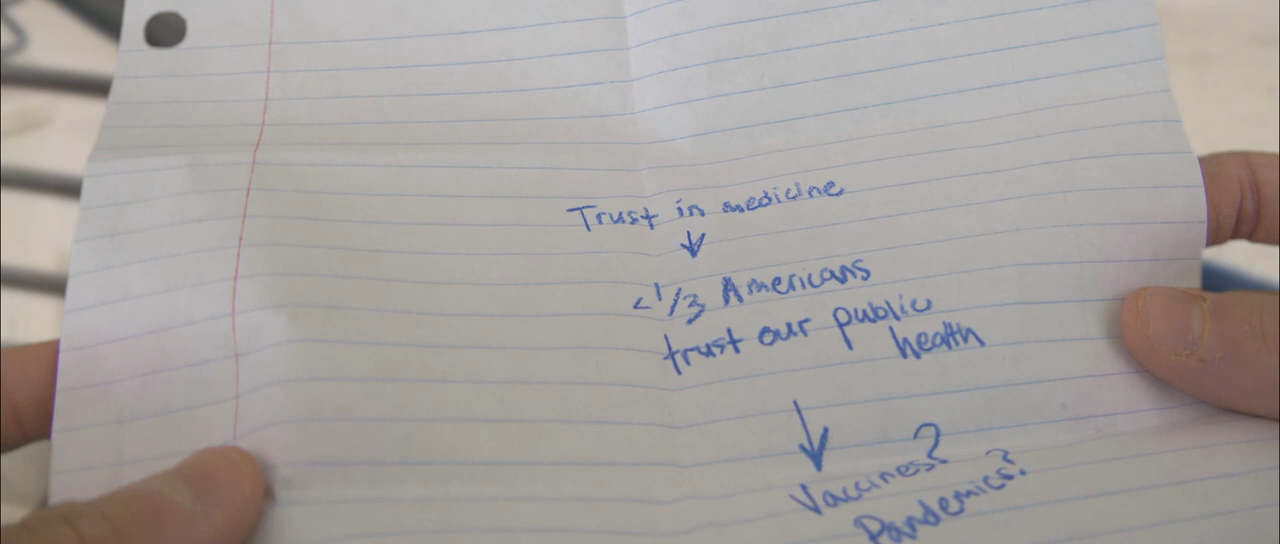 Trust in medicine
↓
<1/3 Americans
trust our public
health
↓
Vaccines?
Pandemics?